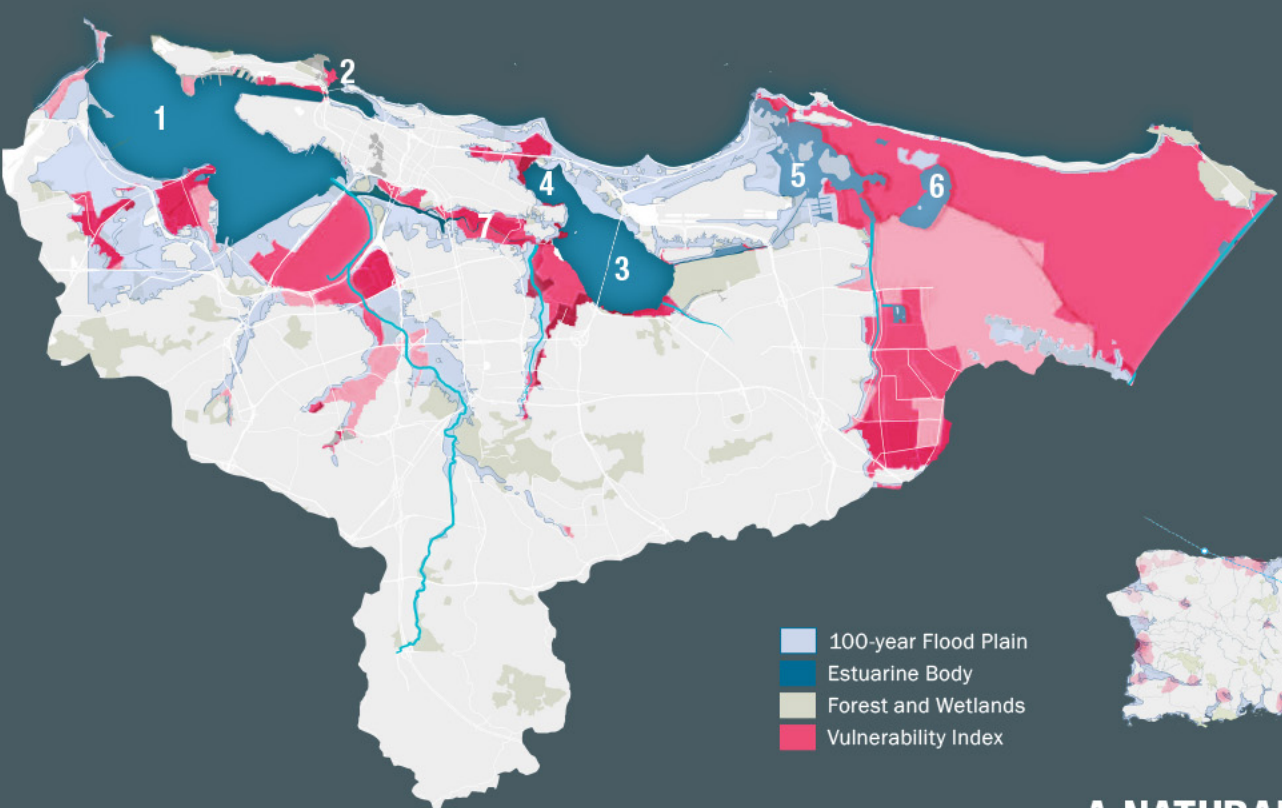 1
2
3
4
5
6
7
100-year Flood Plain
Estuarine Body
Forest and Wetlands
Vulnerability Index